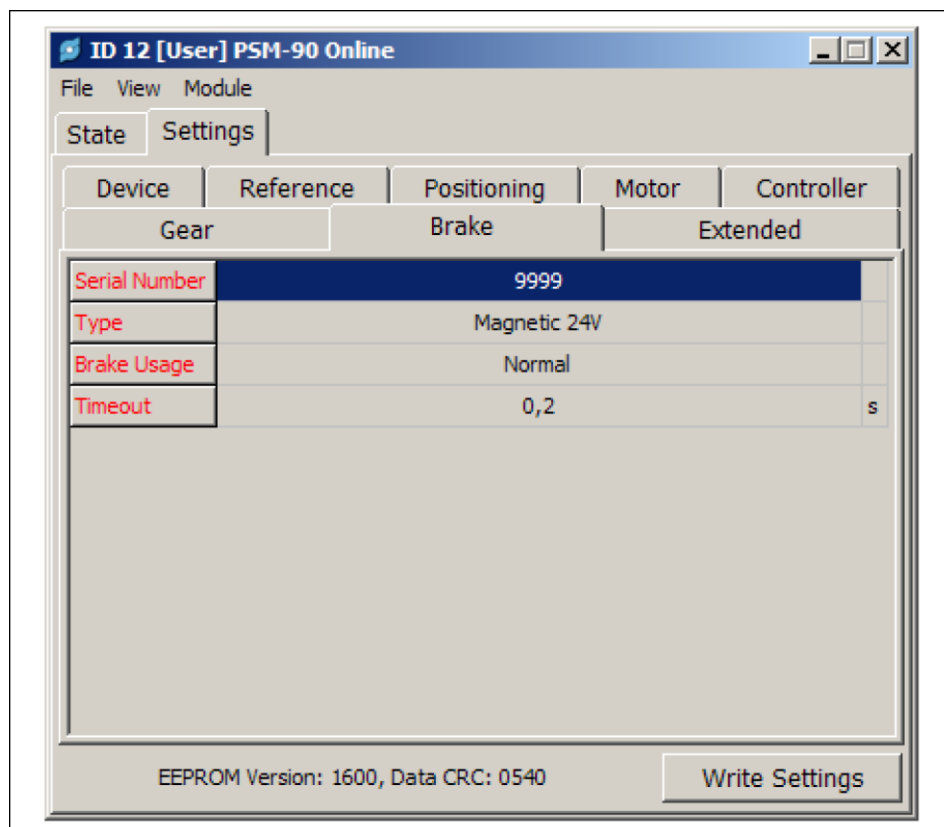 ID 12 [User] PSM-90 Online
File View Module
State Settings
Device Reference Positioning Motor Controller
Gear Brake Extended
Serial Number 9999
Type Magnetic 24V
Brake Usage Normal
Timeout 0,2 s
EEPROM Version: 1600, Data CRC: 0540 Write Settings